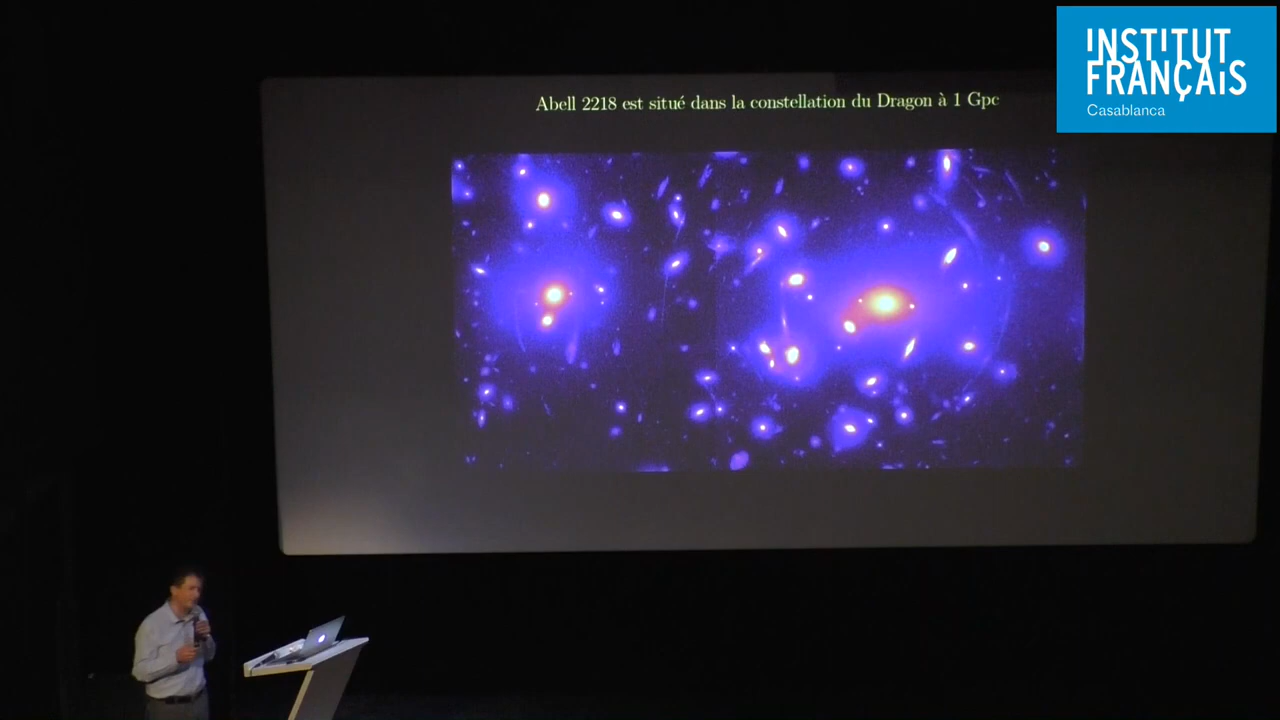 INSTITUT
FRANÇAIS
Casablanca
Abell 2218 est situé dans la constellation du Dragon à 1 Gpc